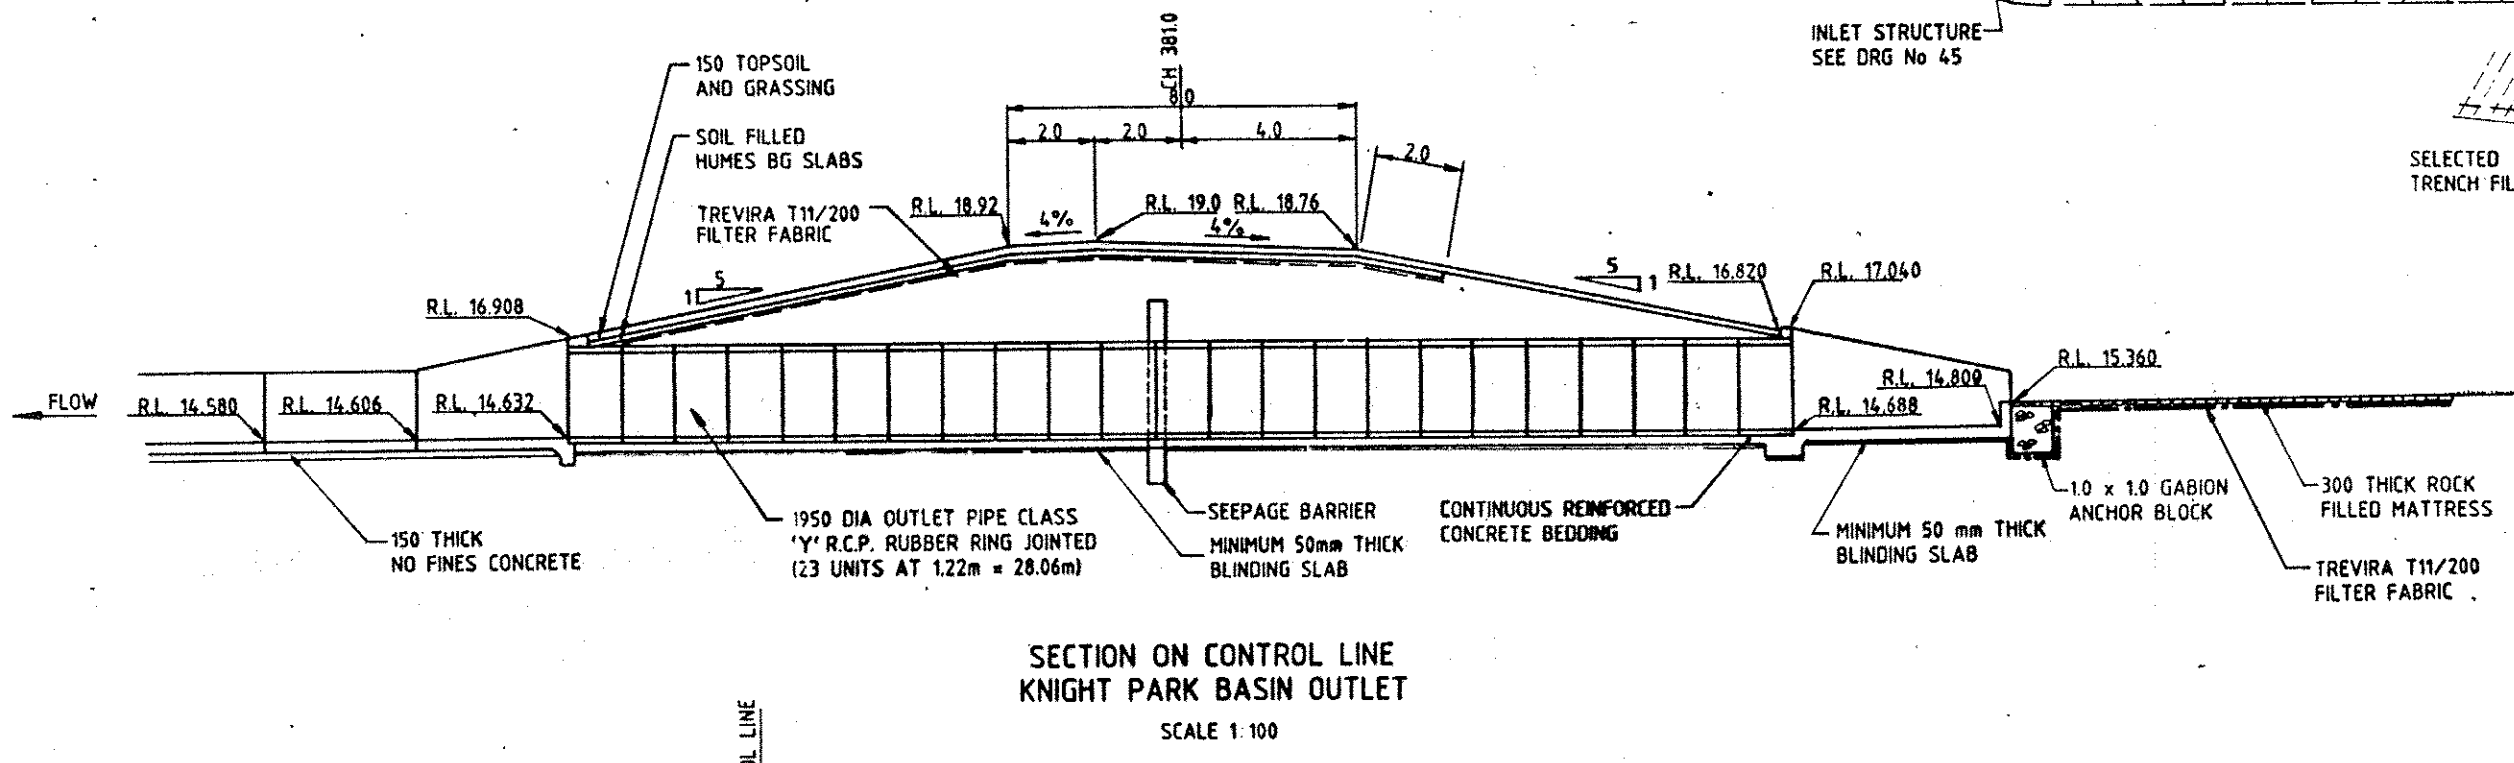 INLET STRUCTURE
SEE DRG No 45
CH 381.0
8.0
2.0
2.0
4.0
2.0
150 TOPSOIL
AND GRASSING
SOIL FILLED
HUMES BG SLABS
TREVIRA T11/200
FILTER FABRIC
SELECTED
TRENCH FIL
R.L. 18.92
4%
R.L. 19.0
R.L. 18.76
4%
5
1
5
1
R.L. 16.820
R.L. 17.040
R.L. 16.908
R.L. 15.360
FLOW
R.L. 14.580
R.L. 14.606
R.L. 14.632
R.L. 14.800
R.L. 14.688
150 THICK
NO FINES CONCRETE
1950 DIA OUTLET PIPE CLASS
'Y' R.C.P. RUBBER RING JOINTED
(23 UNITS AT 1.22m = 28.06m)
SEEPAGE BARRIER
MINIMUM 50mm THICK
BLINDING SLAB
CONTINUOUS REINFORCED
CONCRETE BEDDING
MINIMUM 50 mm THICK
BLINDING SLAB
1.0 x 1.0 GABION
ANCHOR BLOCK
300 THICK ROCK
FILLED MATTRESS
TREVIRA T11/200
FILTER FABRIC
SECTION ON CONTROL LINE
KNIGHT PARK BASIN OUTLET
SCALE 1:100
OL LINE